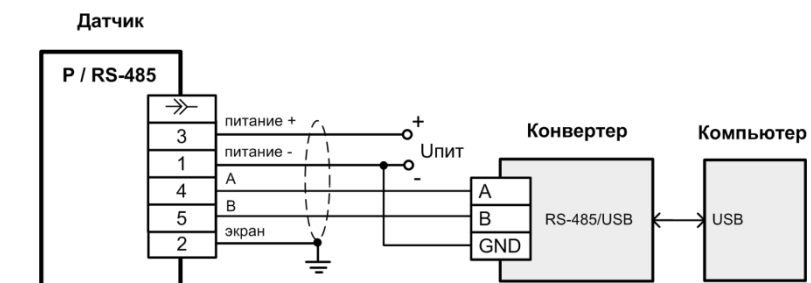 Датчик
P / RS-485
3 питание +
1 питание -
4 A
5 B
2 экран
+
Uпит
-
Конвертер
A
B
GND
RS-485/USB
Компьютер
USB